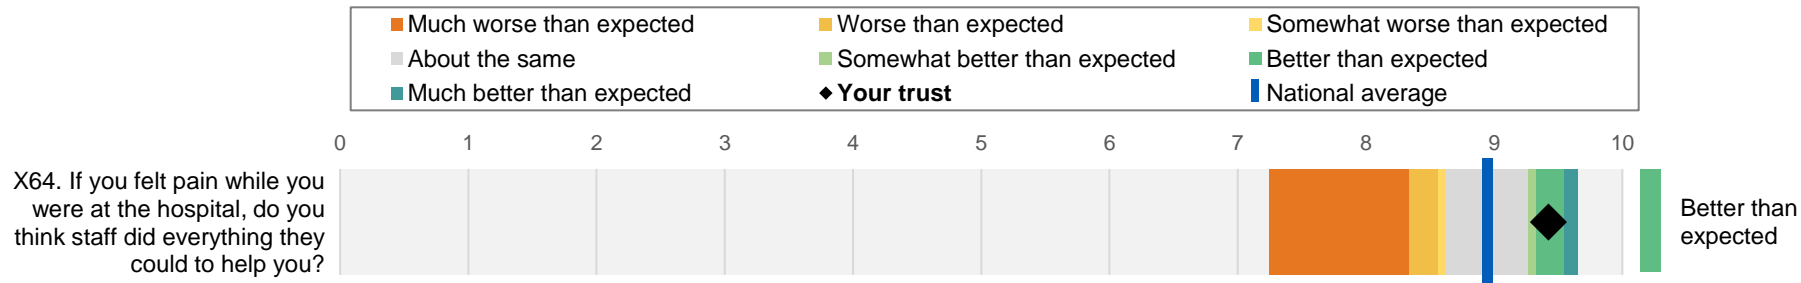 Much worse than expected Worse than expected Somewhat worse than expected
About the same Somewhat better than expected Better than expected
Much better than expected Your trust National average
0 1 2 3 4 5 6 7 8 9 10
X64. If you felt pain while you
were at the hospital, do you
think staff did everything they
could to help you?
Better than
expected